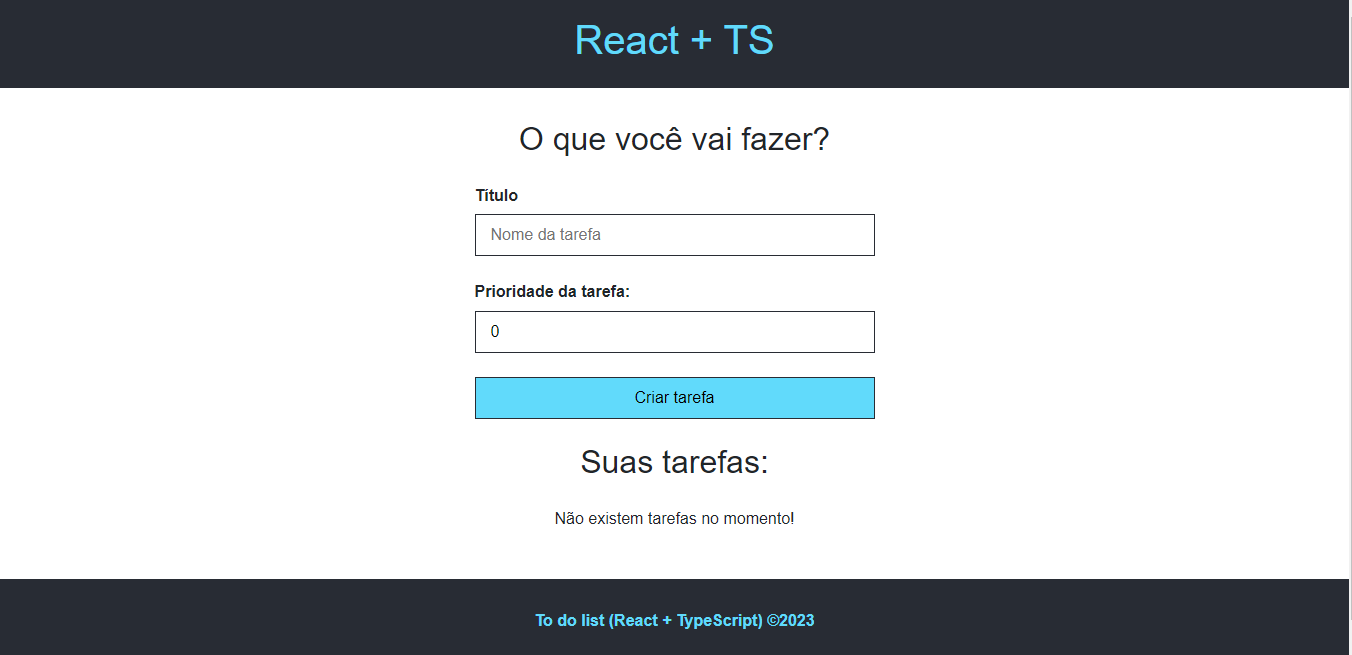 React + TS
O que você vai fazer?
Título
Nome da tarefa
Prioridade da tarefa:
0
Criar tarefa
Suas tarefas:
Não existem tarefas no momento!
To do list (React + TypeScript) ©2023